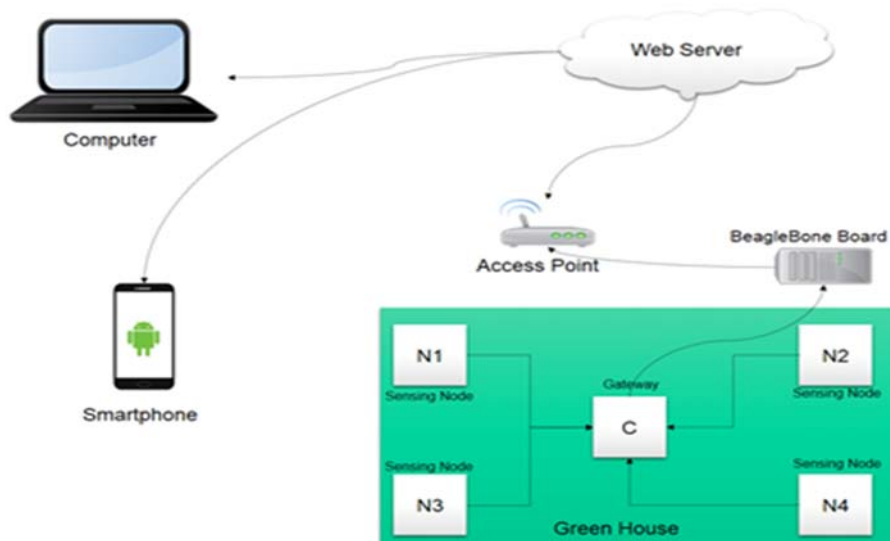 Web Server
Computer
BeagleBone Board
Access Point
Smartphone
N1
Sensing Node
Gateway
C
N2
Sensing Node
Sensing Node
N3
Sensing Node
N4
Green House